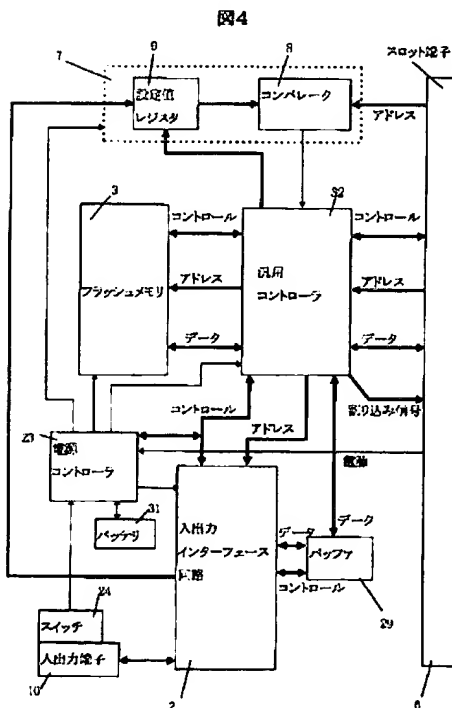 図4
スロット端子
7
9
8
設定値
レジスタ
コンパレータ
アドレス
3
32
コントロール
コントロール
フラッシュメモリ
アドレス
汎用
コントローラ
アドレス
データ
データ
コントロール
アドレス
割り込み信号
23
電源
コントローラ
電源
31
バッテリ
入出力
インターフェース
回路
データ
データ
バッファ
コントロール
24
スイッチ
29
入出力端子
10
2
6